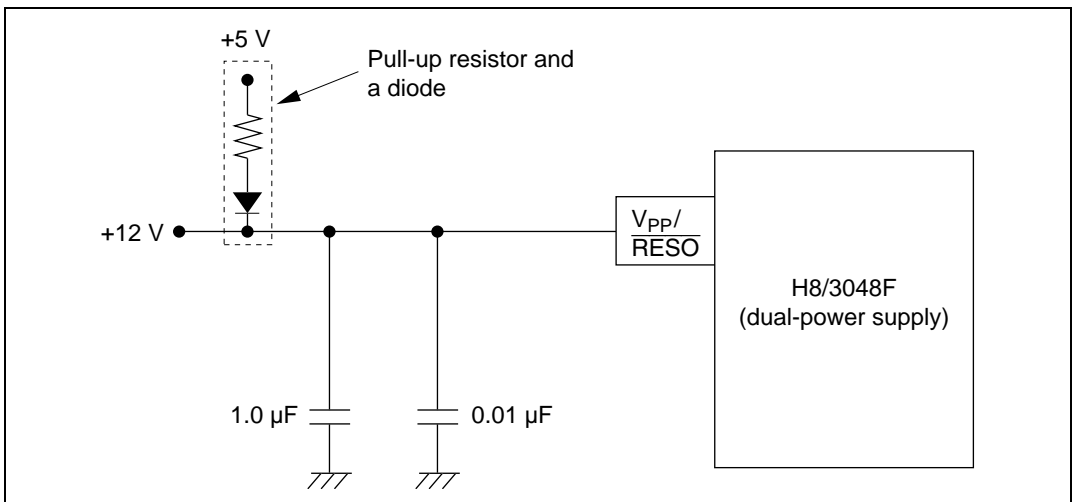 +5 V
Pull-up resistor and
a diode
+12 V
VPP/
RESO
H8/3048F
(dual-power supply)
1.0 µF
0.01 µF